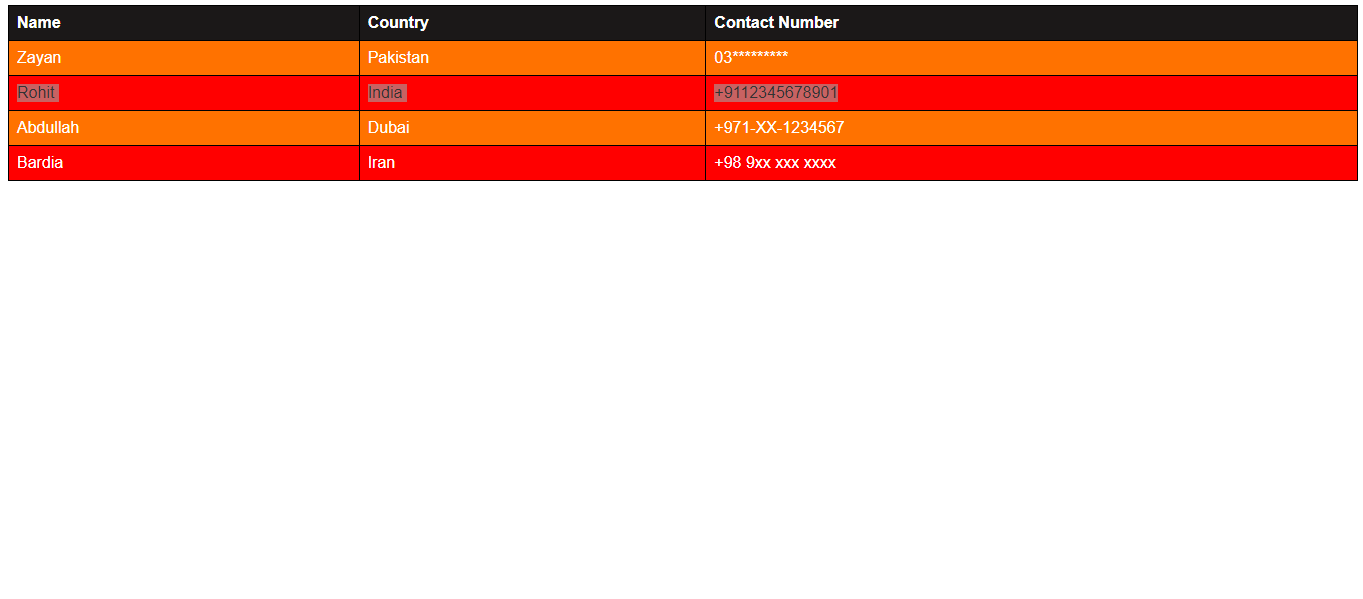 Name Country Contact Number
Zayan Pakistan 03*********
Rohit India +9112345678901
Abdullah Dubai +971-XX-1234567
Bardia Iran +98 9xx xxx xxxx